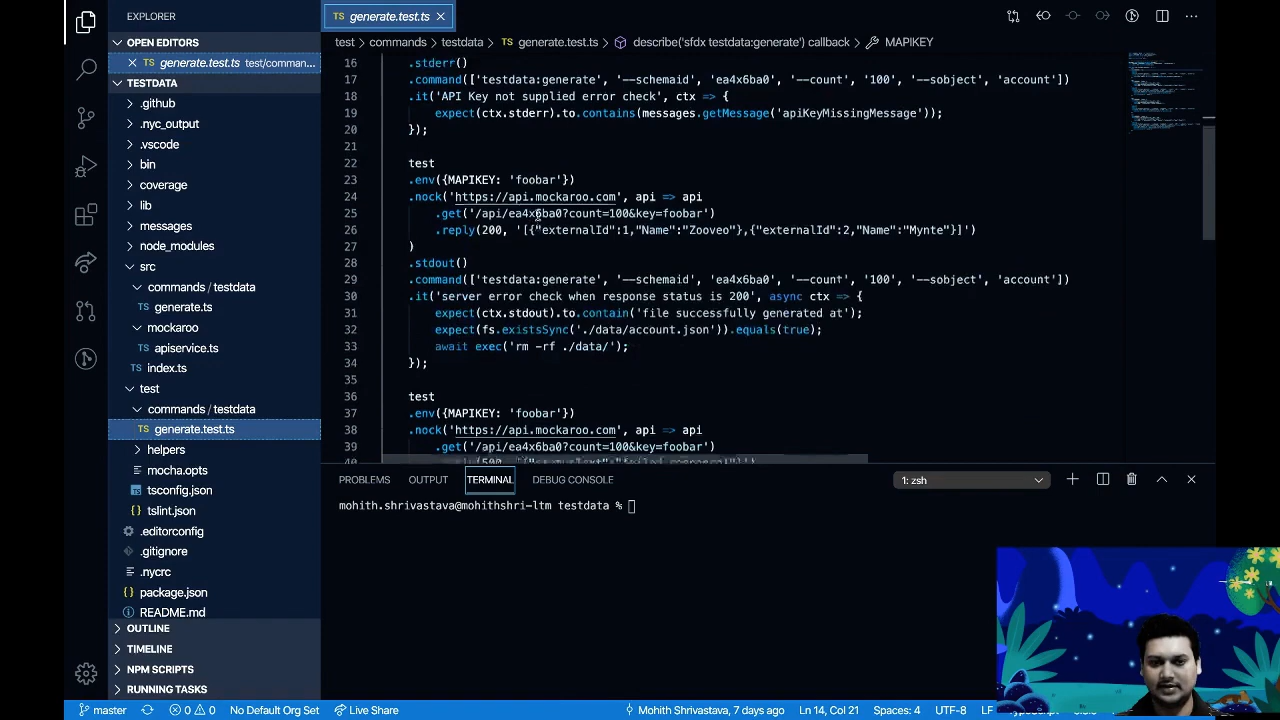 EXPLORER
OPEN EDITORS
generate.test.ts test/comman...
TESTDATA
.github
.nyc_output
.vscode
bin
coverage
lib
messages
node_modules
src
commands / testdata
generate.ts
mockaroo
apiservice.ts
index.ts
test
commands / testdata
generate.test.ts
helpers
mocha.opts
tsconfig.json
tslint.json
.editorconfig
.gitignore
.nycrc
package.json
README.md
OUTLINE
TIMELINE
NPM SCRIPTS
RUNNING TASKS
TS generate.test.ts
test > commands > testdata > TS generate.test.ts > describe('sfdx testdata:generate') callback > MAPIKEY
16 .stderr()
17 .command(['testdata:generate', '--schemaid', 'ea4x6ba0', '--count', '100', '--sobject', 'account'])
18 .it('API Key not supplied error check', ctx => {
19 expect(ctx.stderr).to.contains(messages.getMessage('apiKeyMissingMessage'));
20 });
21
22 test
23 .env({MAPIKEY: 'foobar'})
24 .nock('https://api.mockaroo.com', api => api
25 .get('/api/ea4x6ba0?count=100&key=foobar')
26 .reply(200, '[{"externalId":1,"Name":"Zooveo"},{"externalId":2,"Name":"Mynte"}]')
27 )
28 .stdout()
29 .command(['testdata:generate', '--schemaid', 'ea4x6ba0', '--count', '100', '--sobject', 'account'])
30 .it('server error check when response status is 200', async ctx => {
31 expect(ctx.stdout).to.contain('file successfully generated at');
32 expect(fs.existsSync('./data/account.json')).equals(true);
33 await exec('rm -rf ./data/');
34 });
35
36 test
37 .env({MAPIKEY: 'foobar'})
38 .nock('https://api.mockaroo.com', api => api
39 .get('/api/ea4x6ba0?count=100&key=foobar')
40
PROBLEMS OUTPUT TERMINAL DEBUG CONSOLE 1: zsh
mohith.shrivastava@mohithshri-ltm testdata %
master 0 0 No Default Org Set Live Share Mohith Shrivastava, 7 days ago Ln 14, Col 21 Spaces: 4 UTF-8 LF